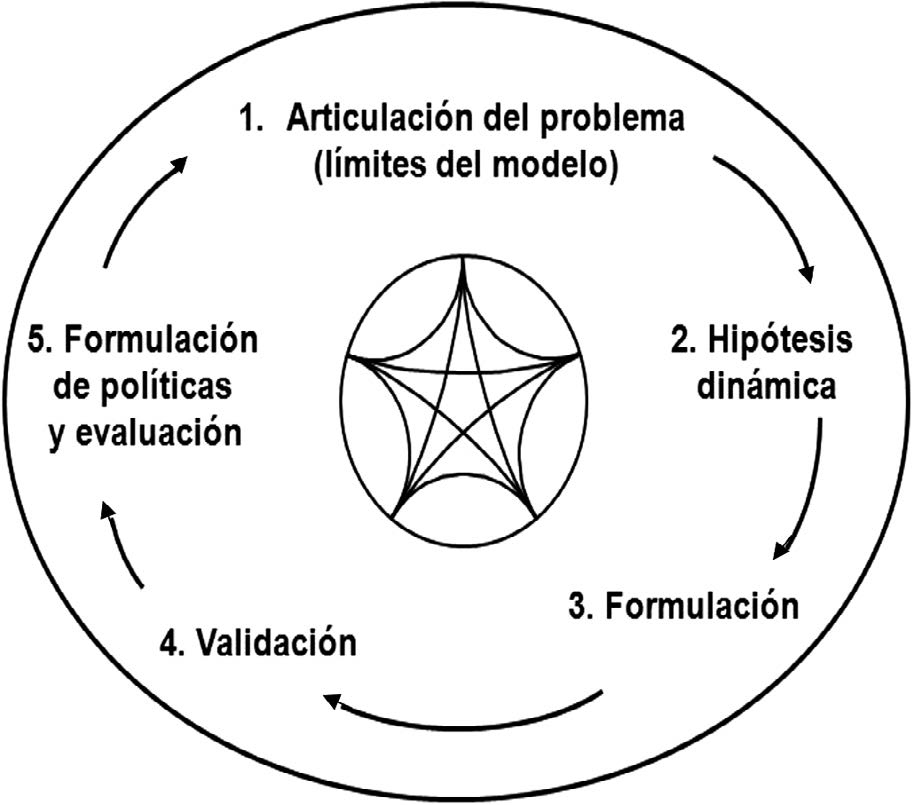 1. Articulación del problema
(límites del modelo)
2. Hipótesis
dinámica
3. Formulación
4. Validación
5. Formulación
de políticas
y evaluación